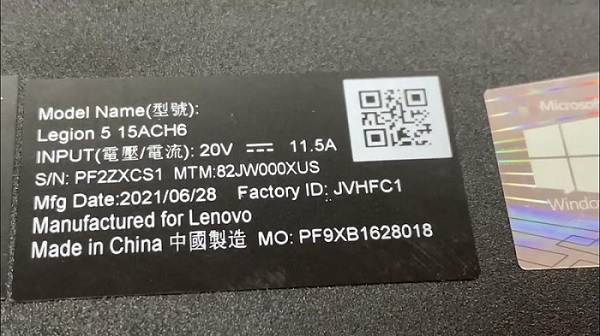 Model Name(型號):
Legion 5 15ACH6
INPUT(電壓/電流): 20V ⎓ 11.5A
S/N: PF2ZXCS1 MTM:82JW000XUS
Mfg Date:2021/06/28 Factory ID: JVHFC1
Manufactured for Lenovo
Made in China 中國製造 MO: PF9XB1628018
Microsoft
Windows